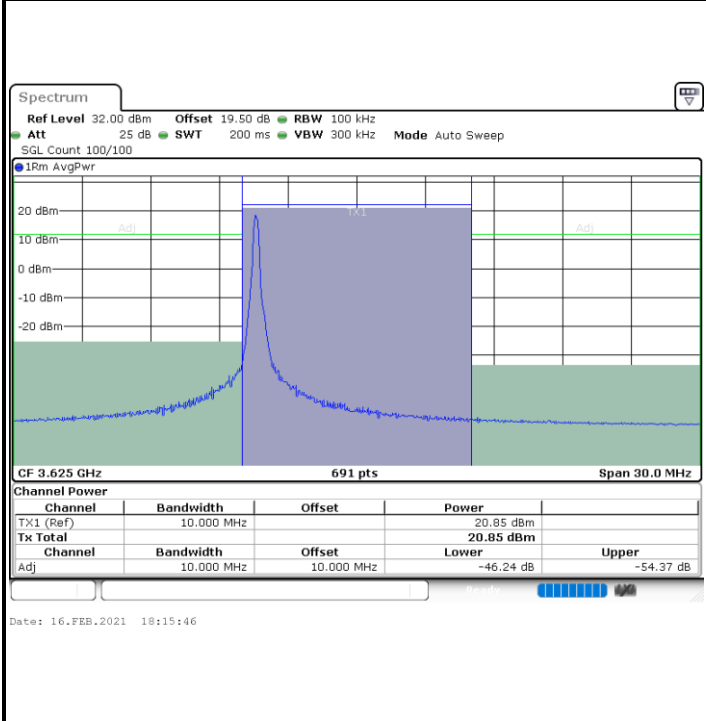 Spectrum
Ref Level 32.00 dBm Offset 19.50 dB RBW 100 kHz
Att 25 dB SWT 200 ms VBW 300 kHz Mode Auto Sweep
SGL Count 100/100
1Rm AvgPwr
20 dBm
TX1
Adj Adj
10 dBm
0 dBm
-10 dBm
-20 dBm
CF 3.625 GHz 691 pts Span 30.0 MHz
Channel Power
Channel Bandwidth Offset Power
TX1 (Ref) 10.000 MHz 20.85 dBm
Tx Total 20.85 dBm
Channel Bandwidth Offset Lower Upper
Adj 10.000 MHz 10.000 MHz -46.24 dB -54.37 dB
Ready
Date: 16.FEB.2021 18:15:46